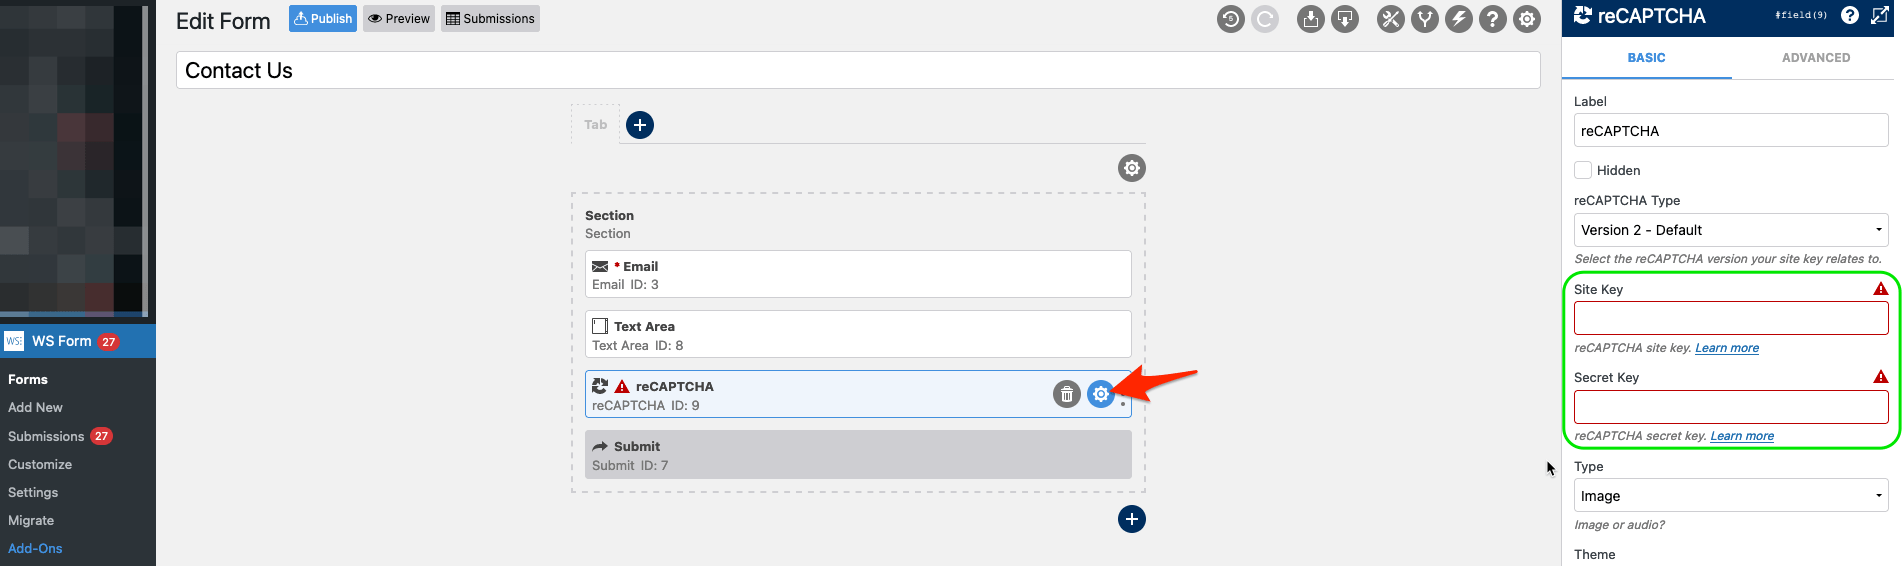 Edit Form
Publish
Preview
Submissions
Contact Us
Tab
Section
Section
* Email
Email ID: 3
Text Area
Text Area ID: 8
reCAPTCHA
reCAPTCHA ID: 9
Submit
Submit ID: 7
WS Form 27
Forms
Add New
Submissions 27
Customize
Settings
Migrate
Add-Ons
reCAPTCHA
#field(9)
BASIC
ADVANCED
Label
reCAPTCHA
Hidden
reCAPTCHA Type
Version 2 - Default
Select the reCAPTCHA version your site key relates to.
Site Key
reCAPTCHA site key. Learn more
Secret Key
reCAPTCHA secret key. Learn more
Type
Image
Image or audio?
Theme